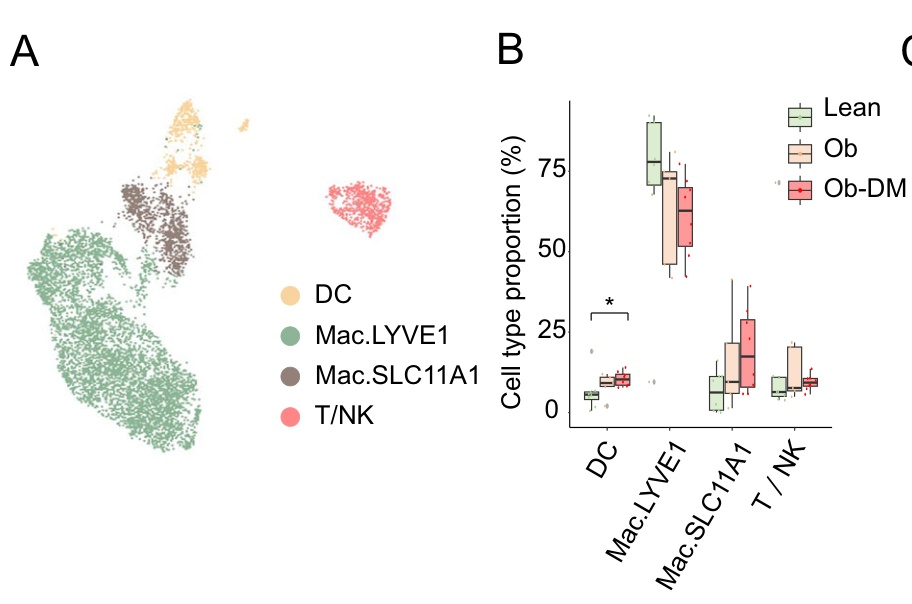 A
B
DC
Mac.LYVE1
Mac.SLC11A1
T/NK
Cell type proportion (%)
75
50
25
0
*
Lean
Ob
Ob-DM
DC
Mac.LYVE1
Mac.SLC11A1
T / NK